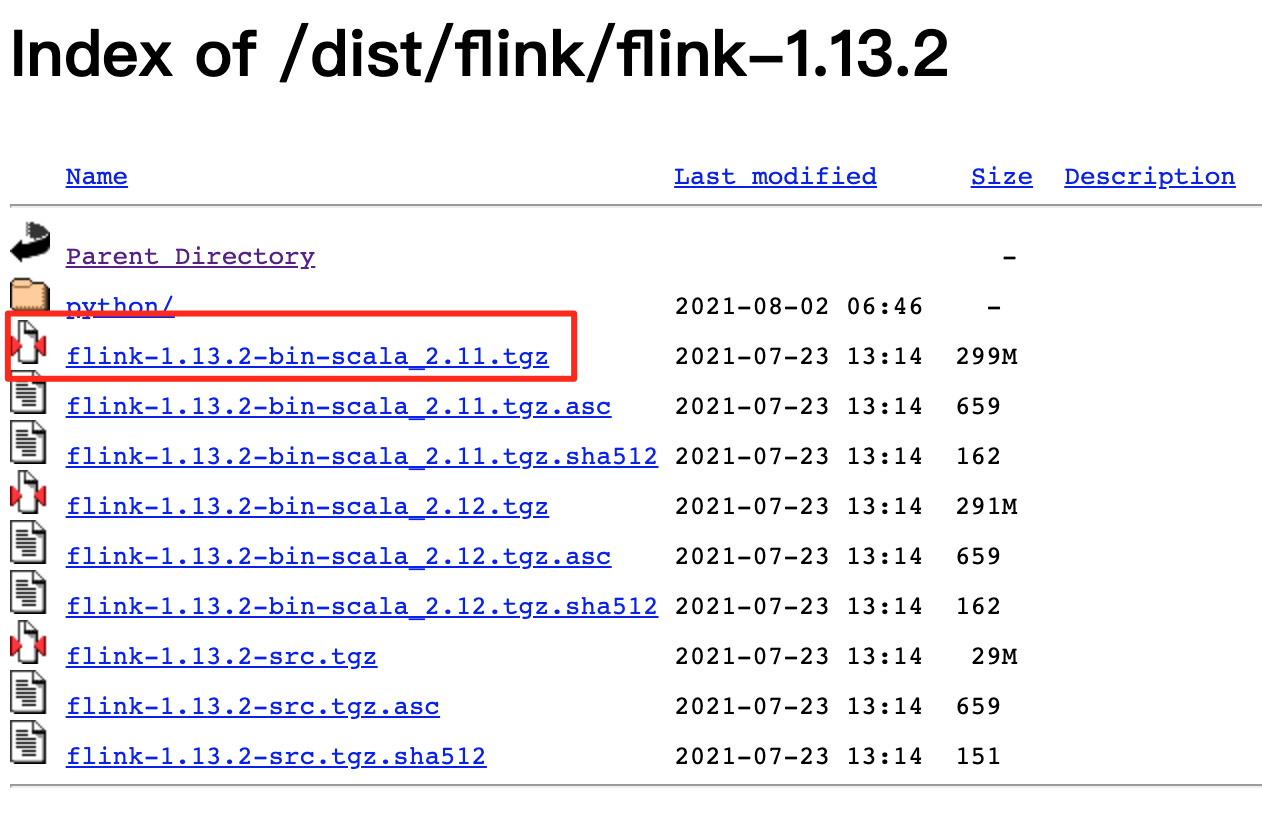 Index of /dist/flink/flink-1.13.2
Name Last modified Size Description
Parent Directory -
python/ 2021-08-02 06:46 -
flink-1.13.2-bin-scala_2.11.tgz 2021-07-23 13:14 299M
flink-1.13.2-bin-scala_2.11.tgz.asc 2021-07-23 13:14 659
flink-1.13.2-bin-scala_2.11.tgz.sha512 2021-07-23 13:14 162
flink-1.13.2-bin-scala_2.12.tgz 2021-07-23 13:14 291M
flink-1.13.2-bin-scala_2.12.tgz.asc 2021-07-23 13:14 659
flink-1.13.2-bin-scala_2.12.tgz.sha512 2021-07-23 13:14 162
flink-1.13.2-src.tgz 2021-07-23 13:14 29M
flink-1.13.2-src.tgz.asc 2021-07-23 13:14 659
flink-1.13.2-src.tgz.sha512 2021-07-23 13:14 151